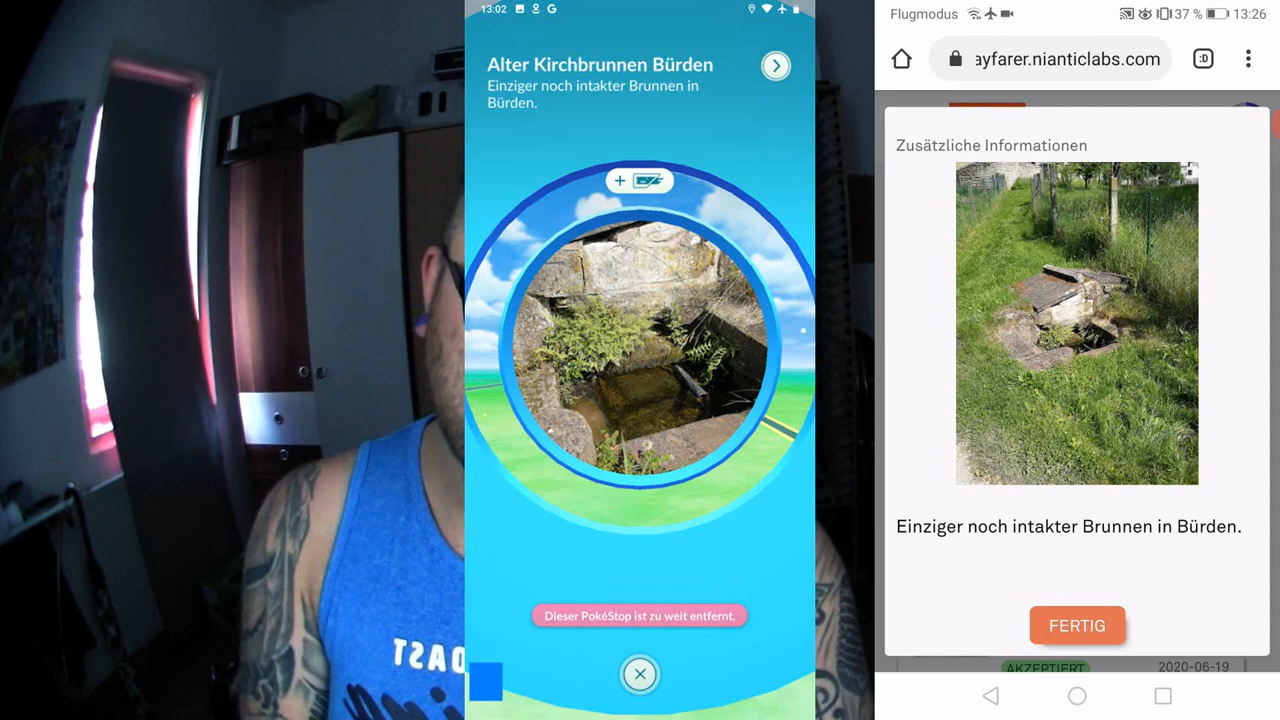 13:02
Alter Kirchbrunnen Bürden
Einziger noch intakter Brunnen in
Bürden.
Dieser PokéStop ist zu weit entfernt.
Flugmodus
37 %
13:26
ayfarer.nianticlabs.com
:D
Zusätzliche Informationen
Einziger noch intakter Brunnen in Bürden.
FERTIG
AKZEPTIERT
2020-06-19